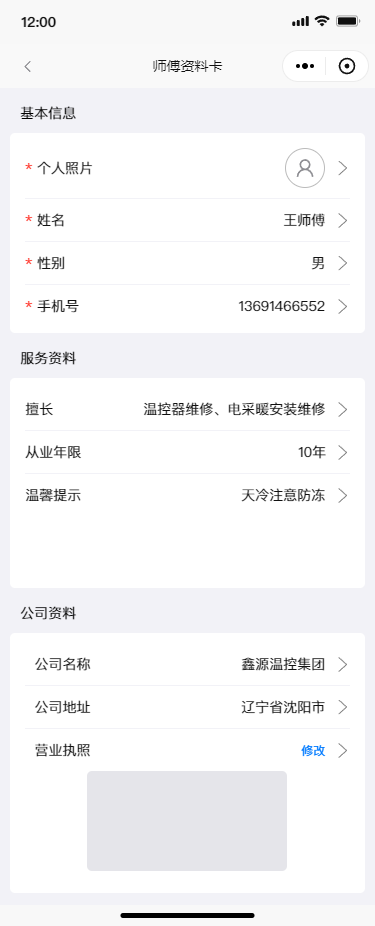 12:00
师傅资料卡
基本信息
* 个人照片
* 姓名 王师傅
* 性别 男
* 手机号 13691466552
服务资料
擅长 温控器维修、电采暖安装维修
从业年限 10年
温馨提示 天冷注意防冻
公司资料
公司名称 鑫源温控集团
公司地址 辽宁省沈阳市
营业执照 修改